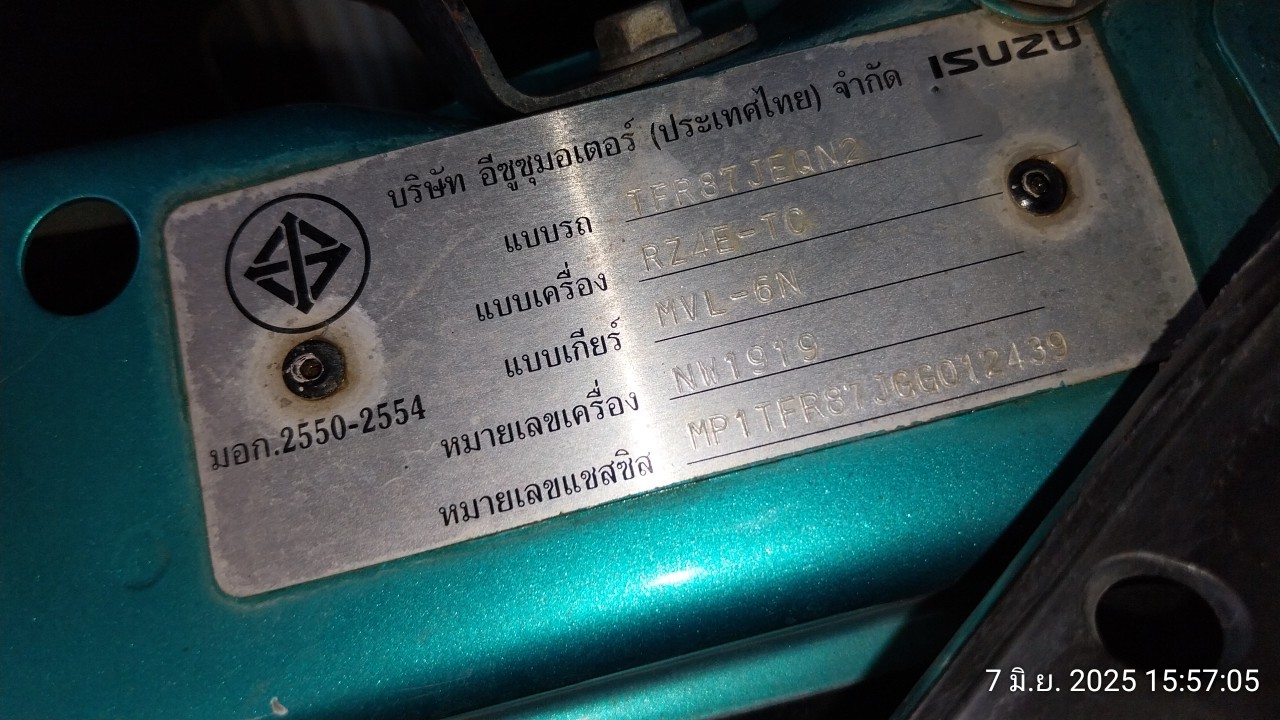 ISUZU
บริษัท อีซูซุมอเตอร์ (ประเทศไทย) จำกัด
แบบรถ TFR87JEQN2
แบบเครื่อง RZ4E-TC
แบบเกียร์ MVL-6N
หมายเลขเครื่อง NW1919
หมายเลขแชสซิส MP1TFR87JGG012439
มอก.2550-2554
7 มิ.ย. 2025 15:57:05